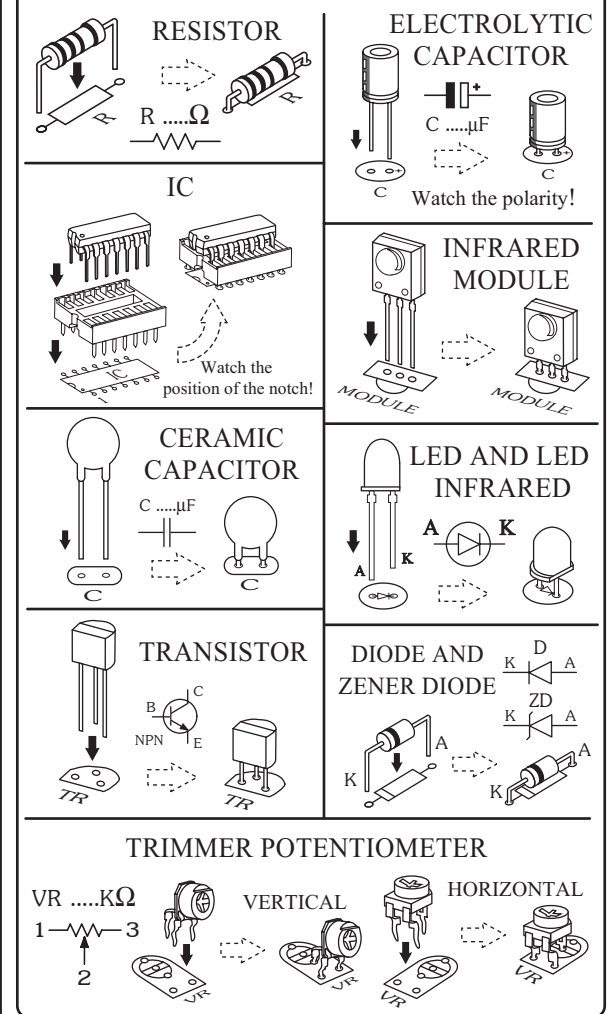 RESISTOR
R .....Ω
R
R
ELECTROLYTIC
CAPACITOR
+
C .....µF
+
C
+
C
Watch the polarity!
IC
IC
1
Watch the
position of the notch!
INFRARED
MODULE
MODULE
MODULE
CERAMIC
CAPACITOR
C .....µF
C
C
LED AND LED
INFRARED
A
K
A
K
TRANSISTOR
C
B
NPN
E
TR
TR
DIODE AND
ZENER DIODE
D
K
A
ZD
K
A
A
K
A
K
TRIMMER POTENTIOMETER
VR .....KΩ
1
3
2
VERTICAL
HORIZONTAL
VR
VR
VR
VR